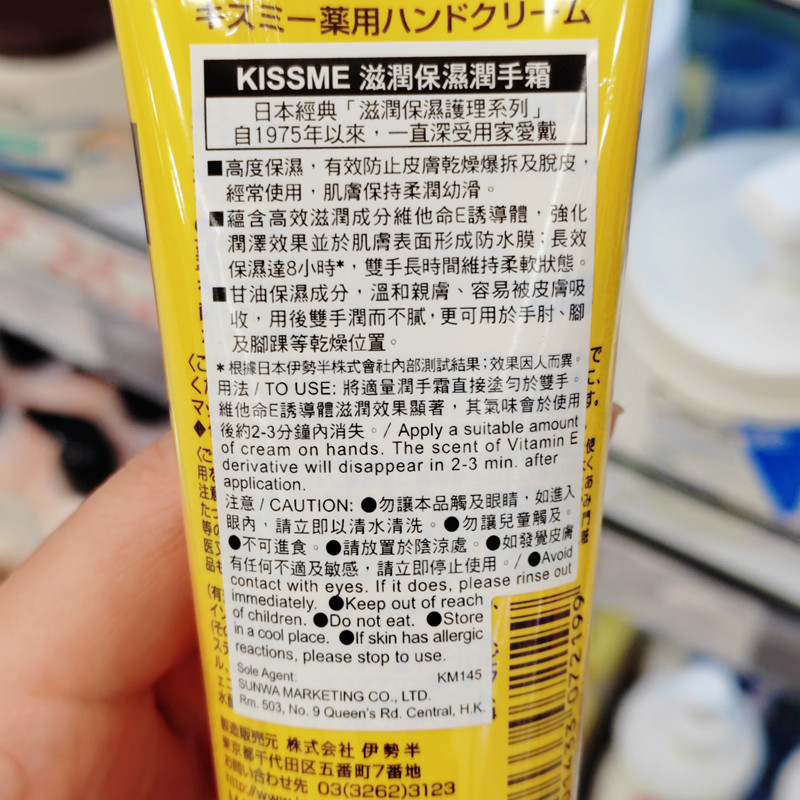 キスミー薬用ハンドクリーム
KISSME 滋潤保濕潤手霜
日本經典「滋潤保濕護理系列」
自1975年以來，一直深受用家愛戴
■高度保濕，有效防止皮膚乾燥爆拆及脫皮，
經常使用，肌膚保持柔潤幼滑。
■蘊含高效滋潤成分維他命E誘導體，強化
潤澤效果並於肌膚表面形成防水膜；長效
保濕達8小時*，雙手長時間維持柔軟狀態。
■甘油保濕成分，溫和親膚、容易被皮膚吸
收，用後雙手潤而不膩，更可用於手肘、腳
及腳踝等乾燥位置。
*根據日本伊勢半株式會社內部測試結果；效果因人而異。
用法 / TO USE: 將適量潤手霜直接塗勻於雙手。
維他命E誘導體滋潤效果顯著，其氣味會於使用
後約2-3分鐘內消失。/ Apply a suitable amount
of cream on hands. The scent of Vitamin E
derivative will disappear in 2-3 min. after
application.
注意 / CAUTION: ●勿讓本品觸及眼睛，如進入
眼內，請立即以清水清洗。●勿讓兒童觸及。
●不可進食。●請放置於陰涼處。●如發覺皮膚
有任何不適及敏感，請立即停止使用。/ ●Avoid
contact with eyes. If it does, please rinse out
immediately. ●Keep out of reach
of children. ●Do not eat. ●Store
in a cool place. ●If skin has allergic
reactions, please stop to use.
Sole Agent: KM145
SUNWA MARKETING CO., LTD.
Rm. 503, No. 9 Queen's Rd. Central, H.K.
製造販売元 株式会社 伊勢半
東京都千代田区五番町7番地
お問い合わせ先 03(3262)3123
http://www.
072199